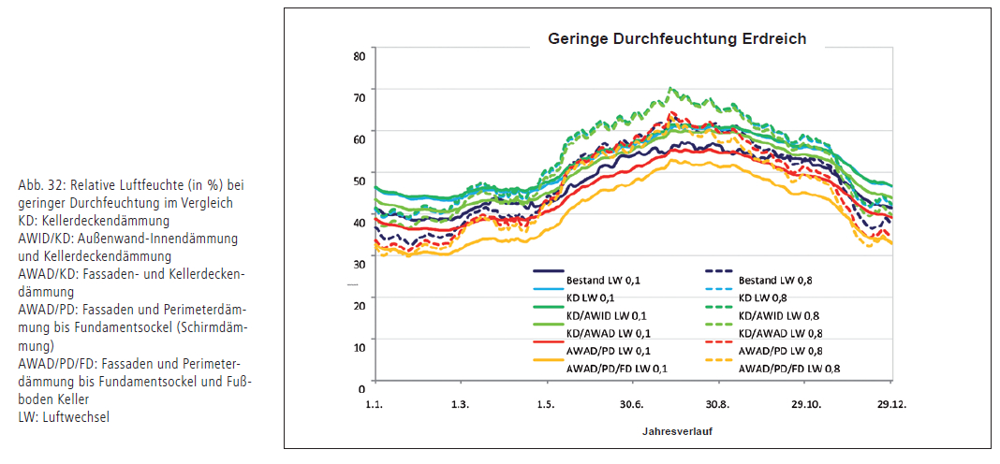 Geringe Durchfeuchtung Erdreich
80
70
60
50
40
30
20
10
0
1.1.
1.3.
1.5.
30.6.
30.8.
29.10.
29.12.
Jahresverlauf
Bestand LW 0,1
KD LW 0,1
KD/AWID LW 0,1
KD/AWAD LW 0,1
AWAD/PD LW 0,1
AWAD/PD/FD LW 0,1
Bestand LW 0,8
KD LW 0,8
KD/AWID LW 0,8
KD/AWAD LW 0,8
AWAD/PD LW 0,8
AWAD/PD/FD LW 0,8
Abb. 32: Relative Luftfeuchte (in %) bei
geringer Durchfeuchtung im Vergleich
KD: Kellerdeckendämmung
AWID/KD: Außenwand-Innendämmung
und Kellerdeckendämmung
AWAD/KD: Fassaden- und Kellerdecken-
dämmung
AWAD/PD: Fassaden und Perimeterdäm-
mung bis Fundamentsockel (Schirmdäm-
mung)
AWAD/PD/FD: Fassaden und Perimeter-
dämmung bis Fundamentsockel und Fuß-
boden Keller
LW: Luftwechsel